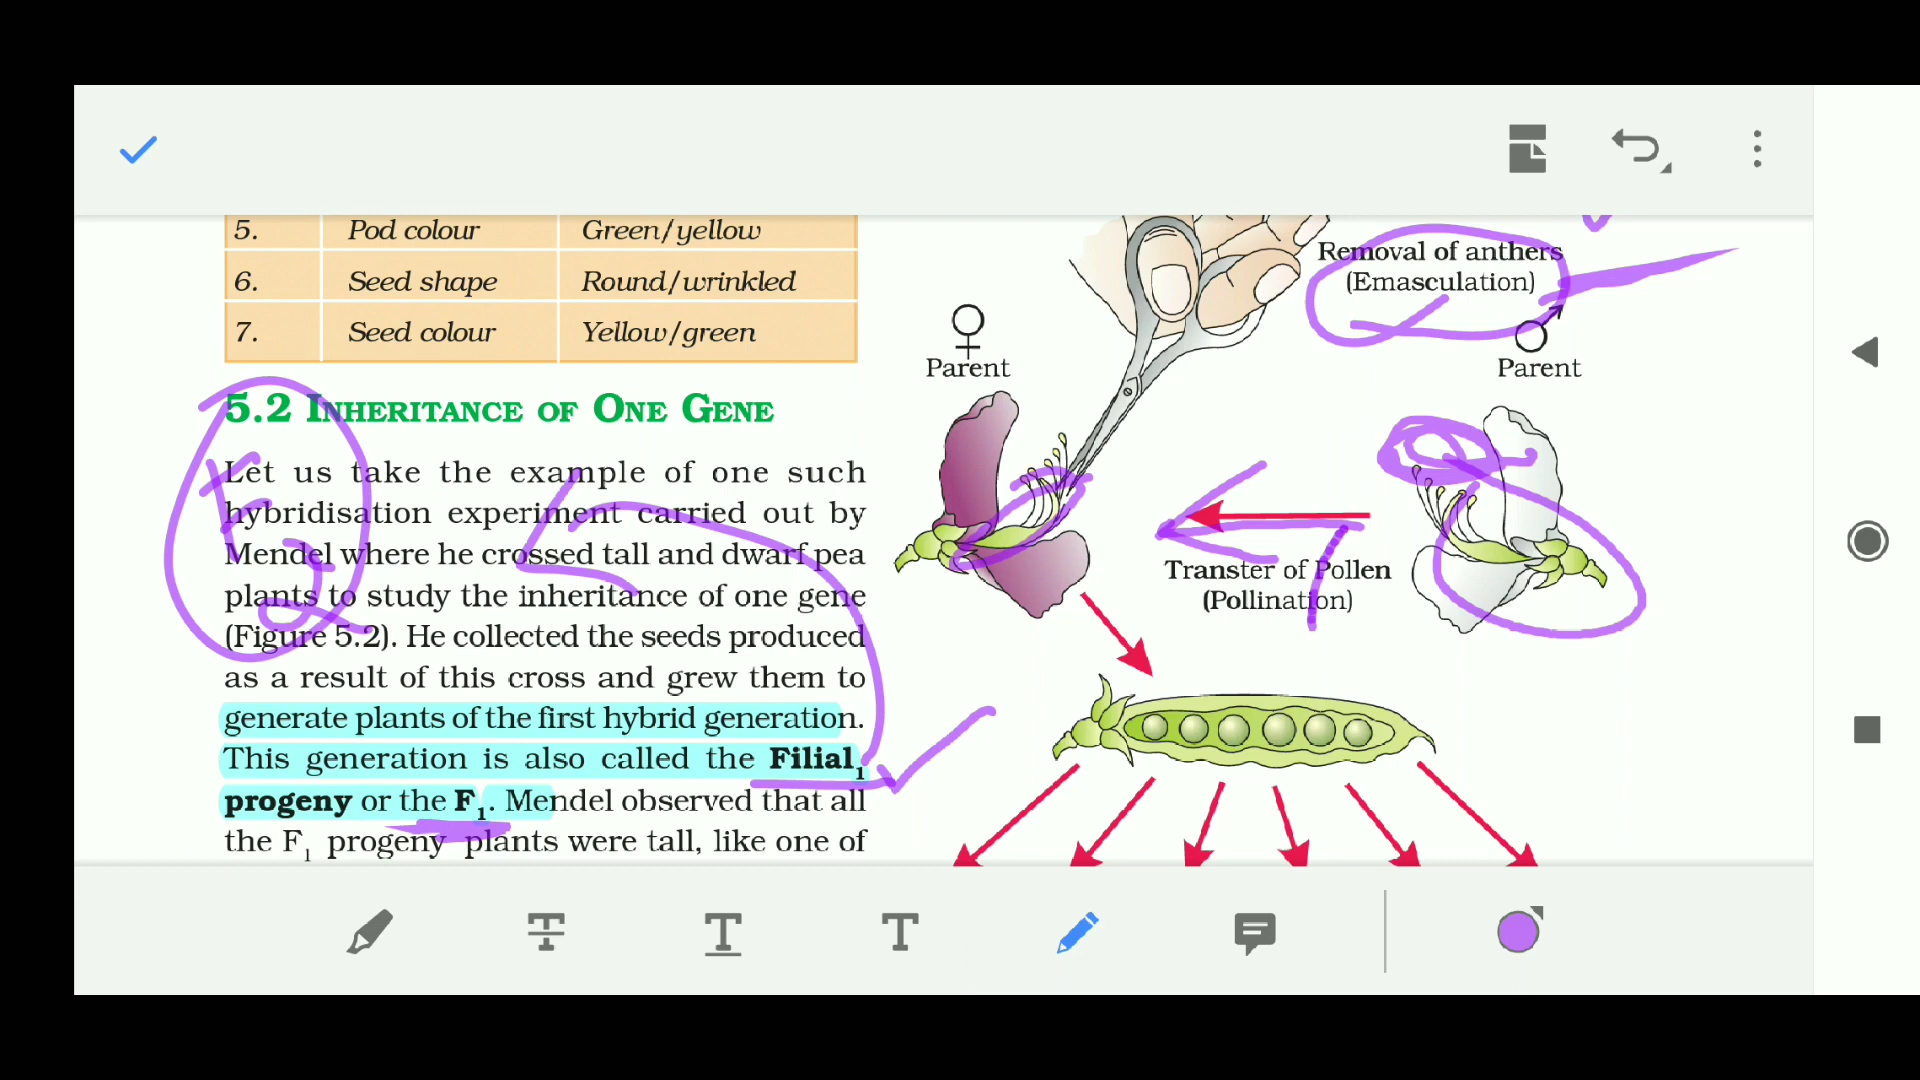 5. Pod colour Green/yellow
6. Seed shape Round/wrinkled
7. Seed colour Yellow/green
5.2 INHERITANCE OF ONE GENE
Let us take the example of one such
hybridisation experiment carried out by
Mendel where he crossed tall and dwarf pea
plants to study the inheritance of one gene
(Figure 5.2). He collected the seeds produced
as a result of this cross and grew them to
generate plants of the first hybrid generation.
This generation is also called the Filial₁
progeny or the F₁. Mendel observed that all
the F₁ progeny plants were tall, like one of
Removal of anthers
(Emasculation)
♀
Parent
♂
Parent
Transter of Pollen
(Pollination)
F2